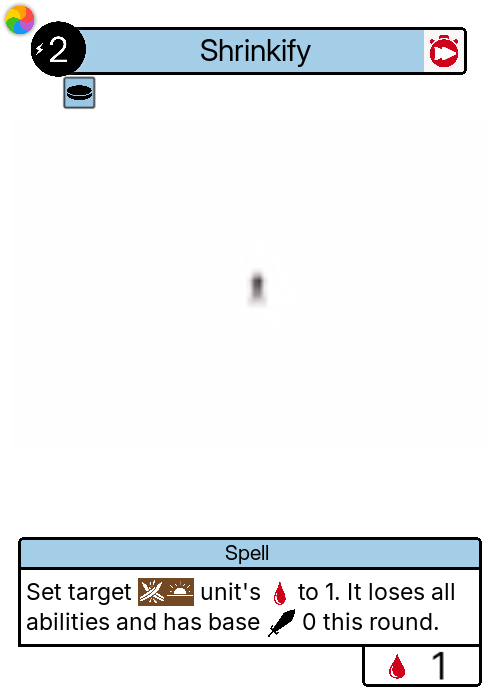 2
Shrinkify
Spell
Set target unit's to 1. It loses all
abilities and has base 0 this round.
1